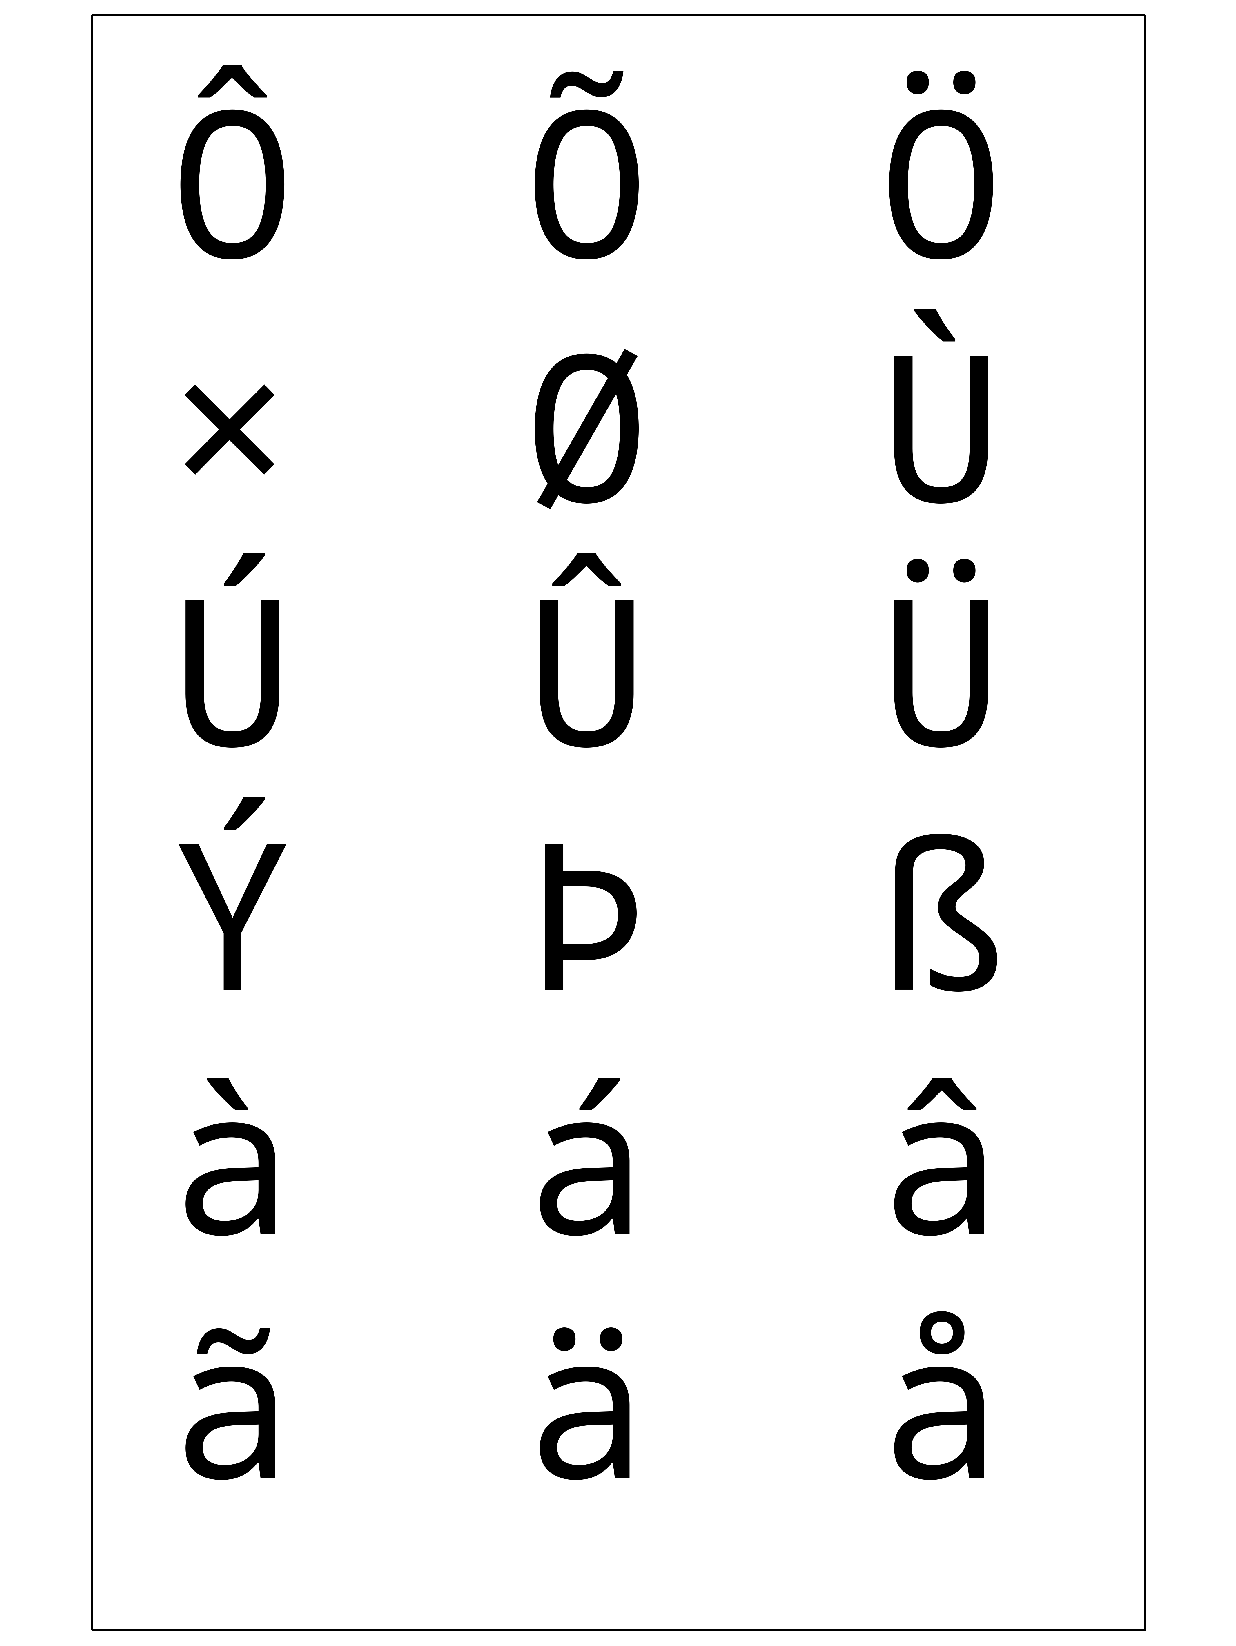 Ô Õ Ö
× Ø Ù
Ú Û Ü
Ý Þ ß
à á â
ã ä å